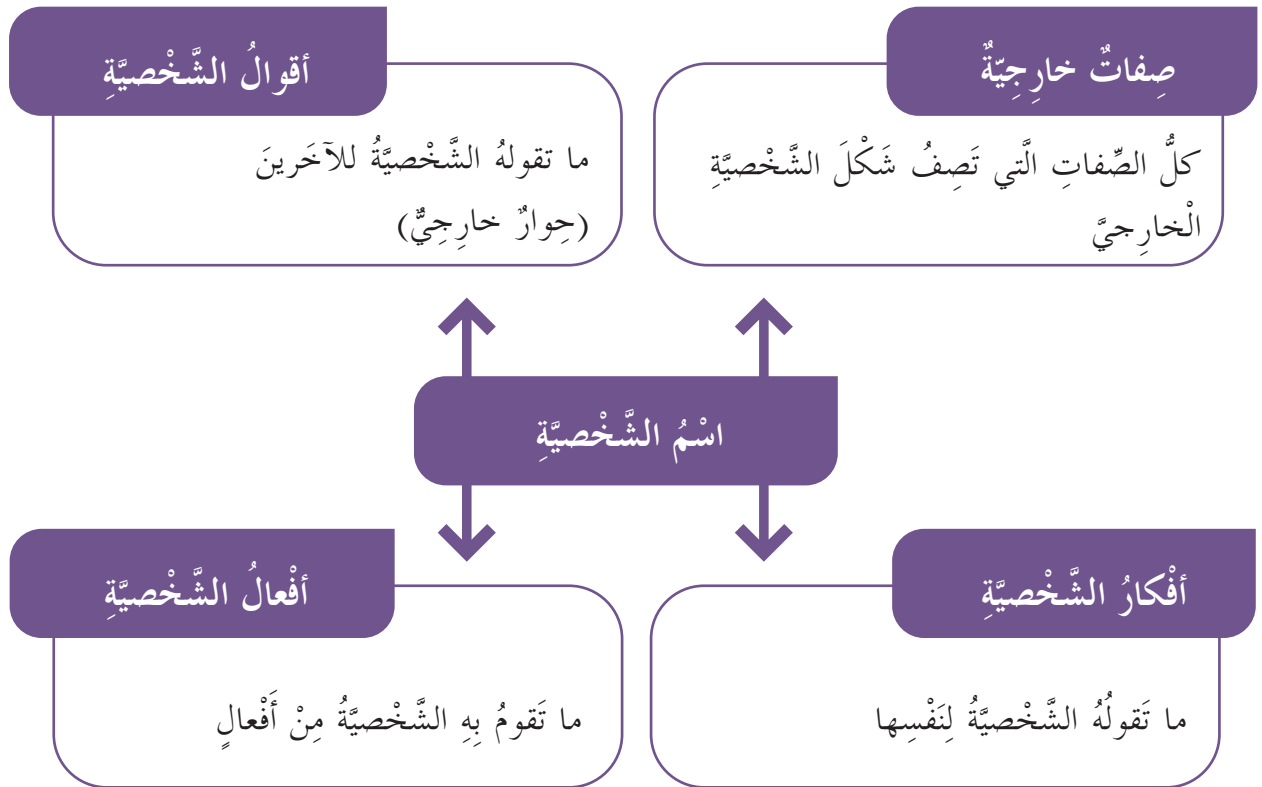 صِفاتٌ خارِجِيّةٌ
كلُّ الصِّفاتِ الَّتي تَصِفُ شَكْلَ الشَّخْصيَّةِ
الْخارِجيَّ
أقوالُ الشَّخْصيَّةِ
ما تقولهُ الشَّخْصيَّةُ للآخَرينَ
(حِوارٌ خارِجِيٌّ)
اسْمُ الشَّخْصيَّةِ
أفْكارُ الشَّخْصيَّةِ
ما تَقولُهُ الشَّخْصيَّةُ لِنَفْسِها
أفْعالُ الشَّخْصيَّةِ
ما تَقومُ بِهِ الشَّخْصيَّةُ مِنْ أَفْعالٍ